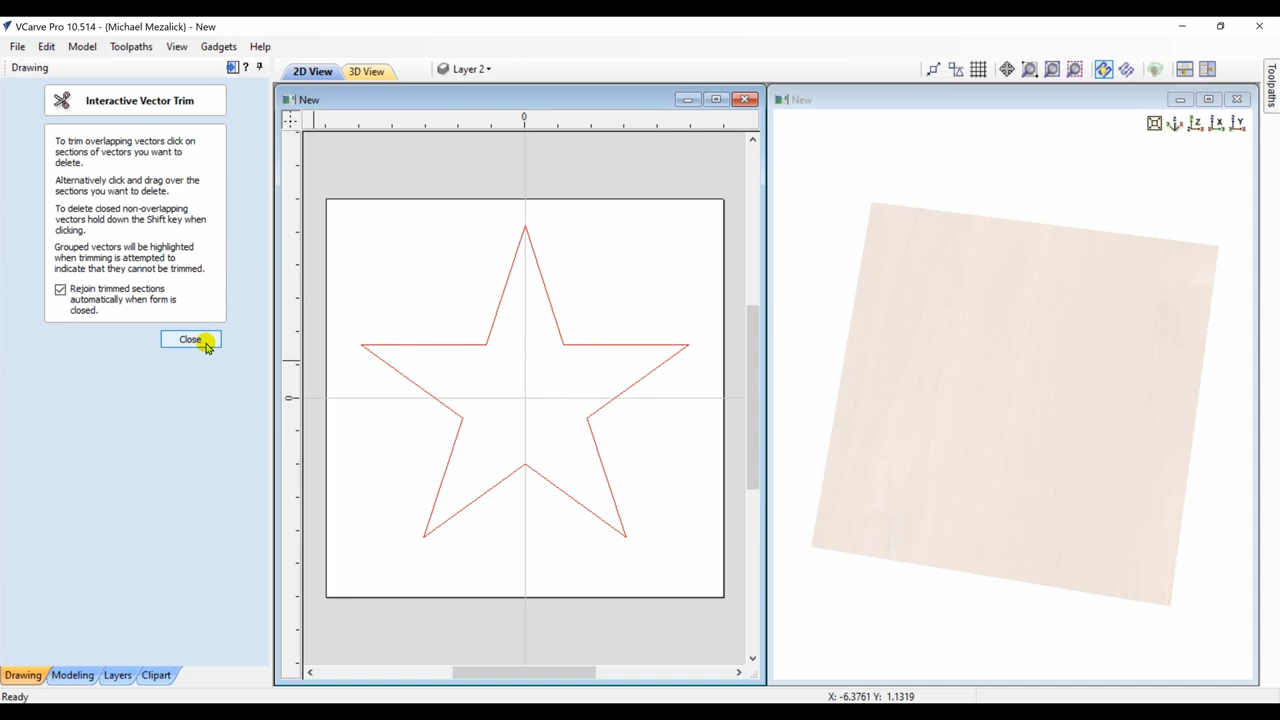 VCarve Pro 10.514 - (Michael Mezalick) - New
File Edit Model Toolpaths View Gadgets Help
Drawing
2D View 3D View Layer 2
Toolpaths
Interactive Vector Trim
To trim overlapping vectors click on
sections of vectors you want to
delete.
Alternatively click and drag over the
sections you want to delete.
To delete closed non-overlapping
vectors hold down the Shift key when
clicking.
Grouped vectors will be highlighted
when trimming is attempted to
indicate that they cannot be trimmed.
Rejoin trimmed sections
automatically when form is
closed.
Close
New
0
0
New
Z X Y
Drawing Modeling Layers Clipart
Ready
X: -6.3761 Y: 1.1319